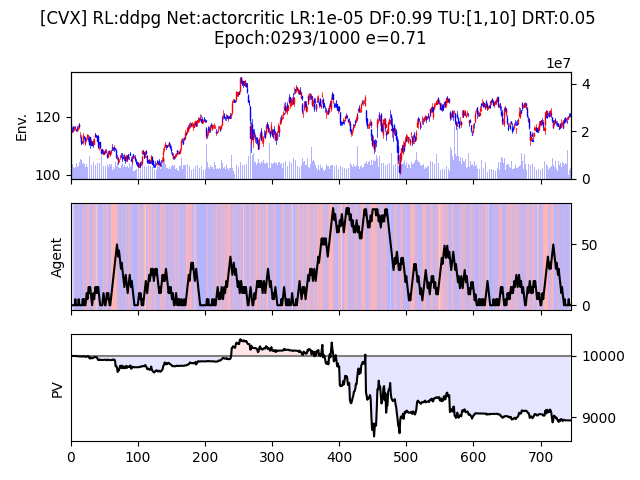 [CVX] RL:ddpg Net:actorcritic LR:1e-05 DF:0.99 TU:[1,10] DRT:0.05
Epoch:0293/1000 e=0.71
1e7
Env.
120
100
4
2
0
Agent
50
0
PV
10000
9000
0
100
200
300
400
500
600
700